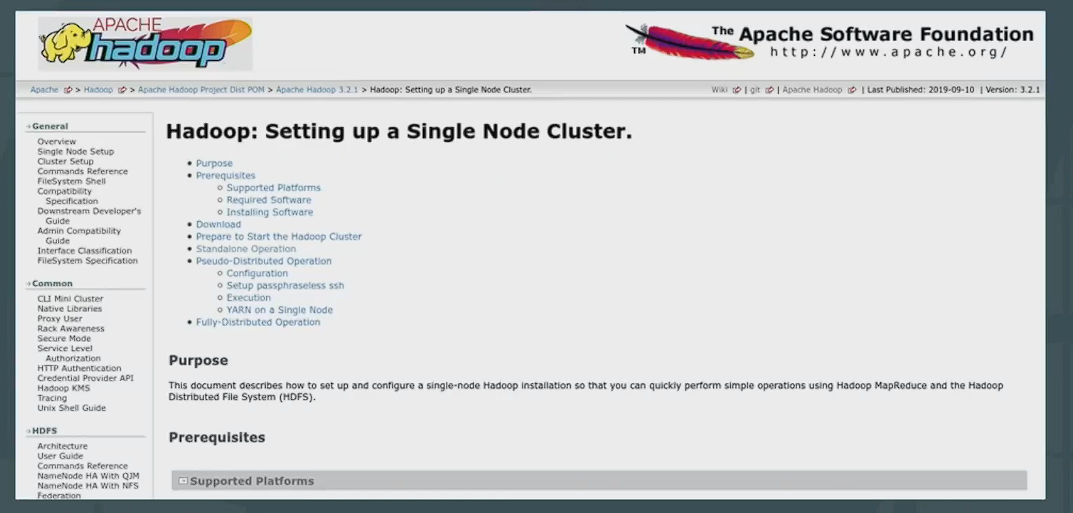 APACHE
hadoop
The Apache Software Foundation
http://www.apache.org/
TM
Apache > Hadoop > Apache Hadoop Project Dist POM > Apache Hadoop 3.2.1 > Hadoop: Setting up a Single Node Cluster.
Wiki | git | Apache Hadoop | Last Published: 2019-09-10 | Version: 3.2.1
General
Overview
Single Node Setup
Cluster Setup
Commands Reference
FileSystem Shell
Compatibility
Specification
Downstream Developer's
Guide
Admin Compatibility
Guide
Interface Classification
FileSystem Specification
Common
CLI Mini Cluster
Native Libraries
Proxy User
Rack Awareness
Secure Mode
Service Level
Authorization
HTTP Authentication
Credential Provider API
Hadoop KMS
Tracing
Unix Shell Guide
HDFS
Architecture
User Guide
Commands Reference
NameNode HA With QJM
NameNode HA With NFS
Federation
Hadoop: Setting up a Single Node Cluster.
Purpose
Prerequisites
Supported Platforms
Required Software
Installing Software
Download
Prepare to Start the Hadoop Cluster
Standalone Operation
Pseudo-Distributed Operation
Configuration
Setup passphraseless ssh
Execution
YARN on a Single Node
Fully-Distributed Operation
Purpose
This document describes how to set up and configure a single-node Hadoop installation so that you can quickly perform simple operations using Hadoop MapReduce and the Hadoop
Distributed File System (HDFS).
Prerequisites
Supported Platforms